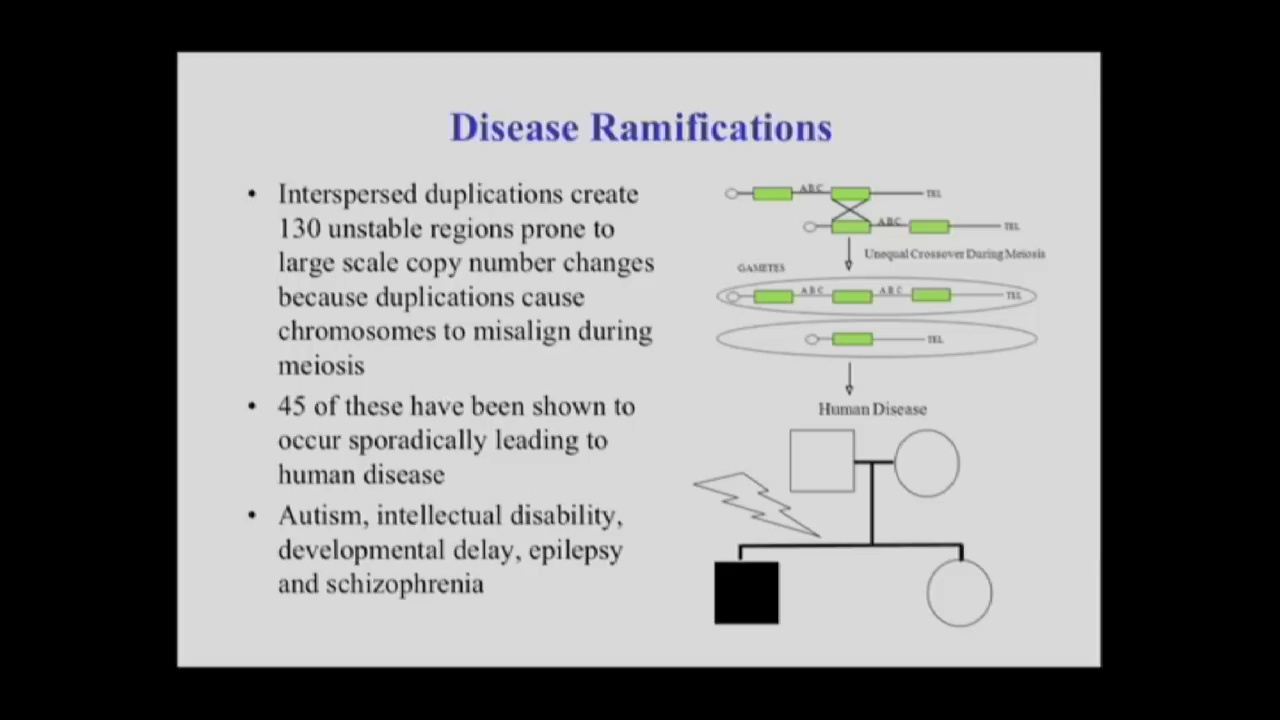 Disease Ramifications
• Interspersed duplications create
130 unstable regions prone to
large scale copy number changes
because duplications cause
chromosomes to misalign during
meiosis
• 45 of these have been shown to
occur sporadically leading to
human disease
• Autism, intellectual disability,
developmental delay, epilepsy
and schizophrenia
A B C TEL
A B C TEL
Unequal Crossover During Meiosis
GAMETES
A B C A B C TEL
TEL
Human Disease